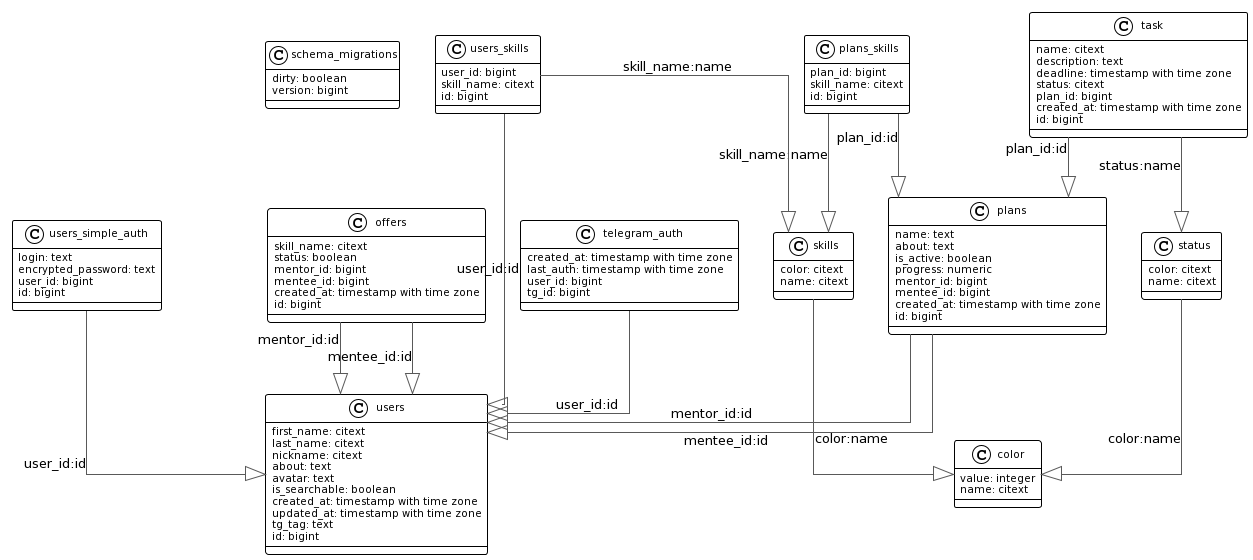 C schema_migrations
dirty: boolean
version: bigint
C users_skills
user_id: bigint
skill_name: citext
id: bigint
C plans_skills
plan_id: bigint
skill_name: citext
id: bigint
C task
name: citext
description: text
deadline: timestamp with time zone
status: citext
plan_id: bigint
created_at: timestamp with time zone
id: bigint
skill_name:name
skill_name:name
plan_id:id
plan_id:id
status:name
C users_simple_auth
login: text
encrypted_password: text
user_id: bigint
id: bigint
C offers
skill_name: citext
status: boolean
mentor_id: bigint
mentee_id: bigint
created_at: timestamp with time zone
id: bigint
user_id:id
C telegram_auth
created_at: timestamp with time zone
last_auth: timestamp with time zone
user_id: bigint
tg_id: bigint
C skills
color: citext
name: citext
C plans
name: text
about: text
is_active: boolean
progress: numeric
mentor_id: bigint
mentee_id: bigint
created_at: timestamp with time zone
id: bigint
C status
color: citext
name: citext
mentor_id:id
mentee_id:id
user_id:id
mentor_id:id
mentee_id:id
color:name
color:name
user_id:id
C users
first_name: citext
last_name: citext
nickname: citext
about: text
avatar: text
is_searchable: boolean
created_at: timestamp with time zone
updated_at: timestamp with time zone
tg_tag: text
id: bigint
C color
value: integer
name: citext